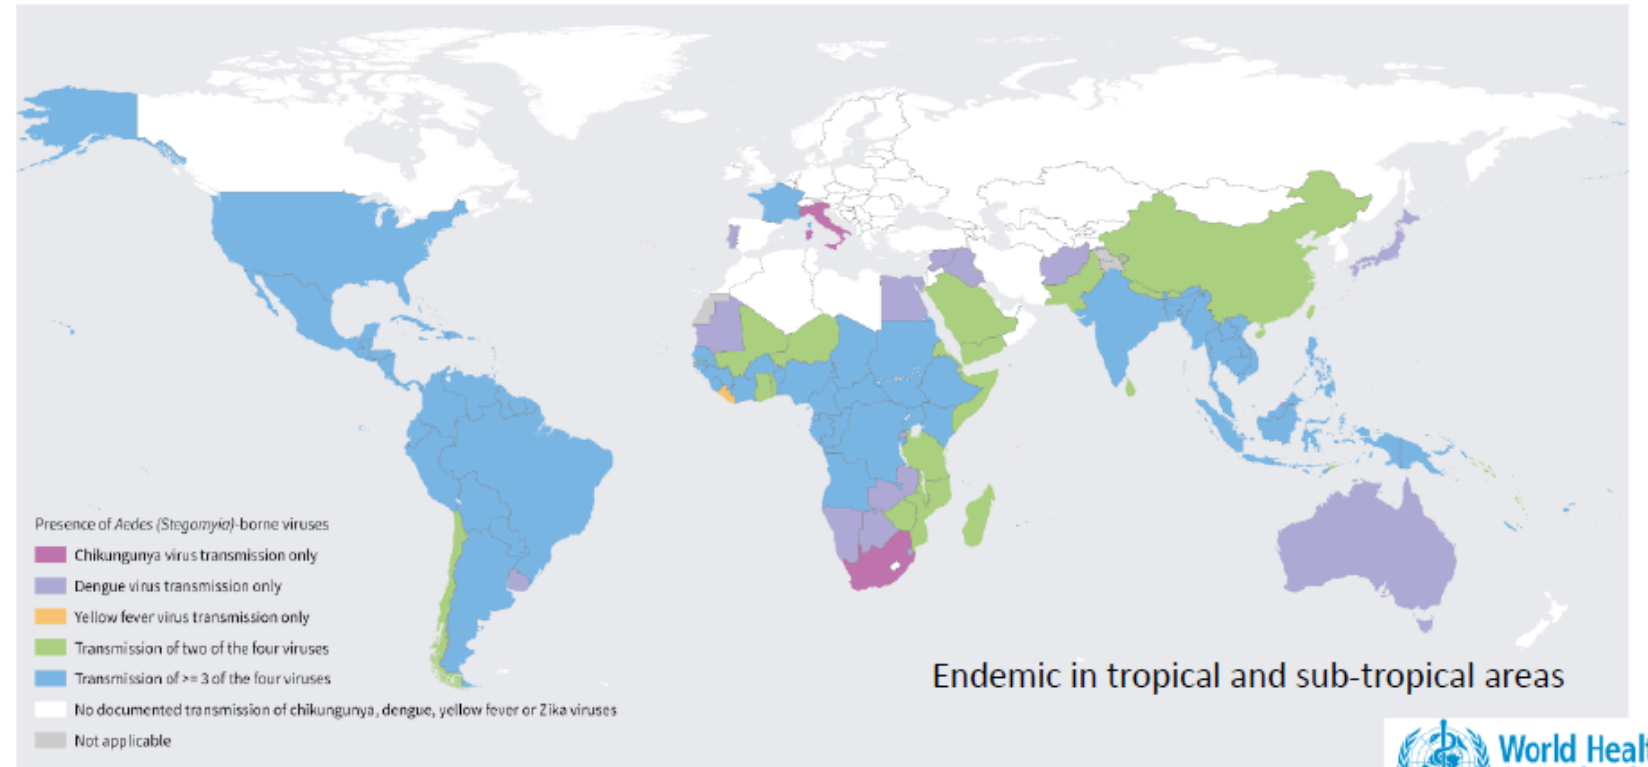 Presence of Aedes (Stegomyia)-borne viruses
Chikungunya virus transmission only
Dengue virus transmission only
Yellow fever virus transmission only
Transmission of two of the four viruses
Transmission of >= 3 of the four viruses
No documented transmission of chikungunya, dengue, yellow fever or Zika viruses
Not applicable
Endemic in tropical and sub-tropical areas
World Healt